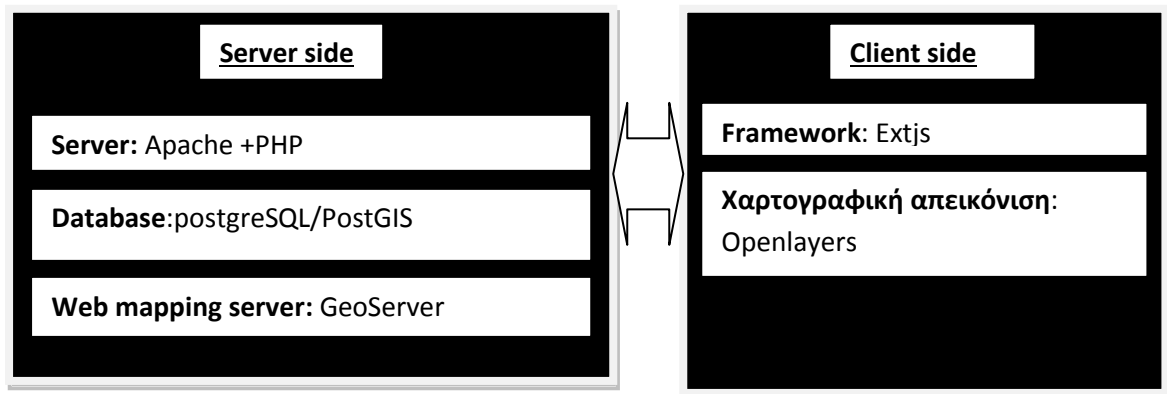 Server side
Server: Apache +PHP
Database:postgreSQL/PostGIS
Web mapping server: GeoServer
Client side
Framework: Extjs
Χαρτογραφική απεικόνιση:
Openlayers